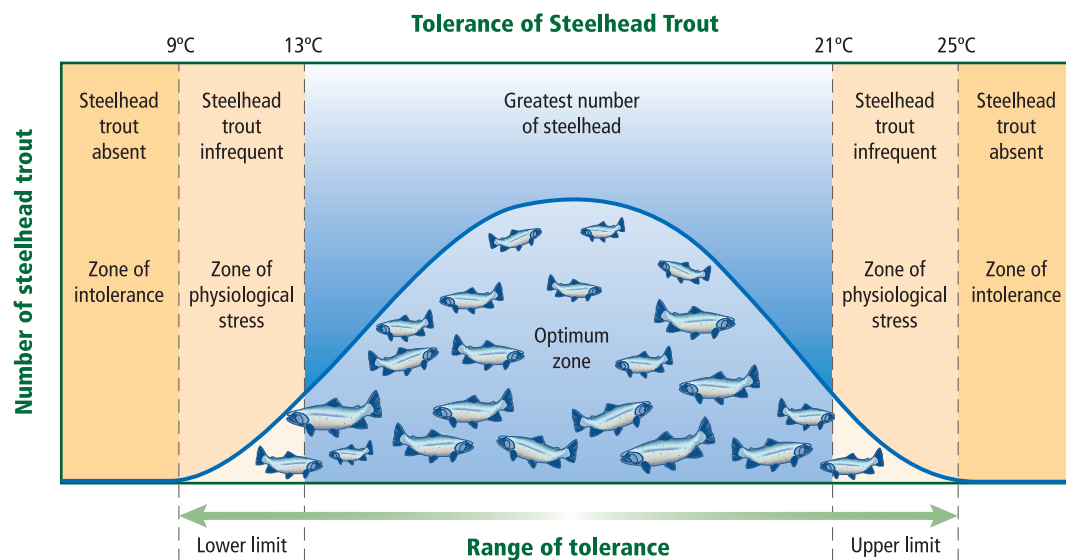 Tolerance of Steelhead Trout
9°C
13°C
21°C
25°C
Number of steelhead trout
Steelhead
trout
absent
Steelhead
trout
infrequent
Greatest number
of steelhead
Steelhead
trout
infrequent
Steelhead
trout
absent
Zone of
intolerance
Zone of
physiological
stress
Optimum
zone
Zone of
physiological
stress
Zone of
intolerance
Lower limit
Range of tolerance
Upper limit